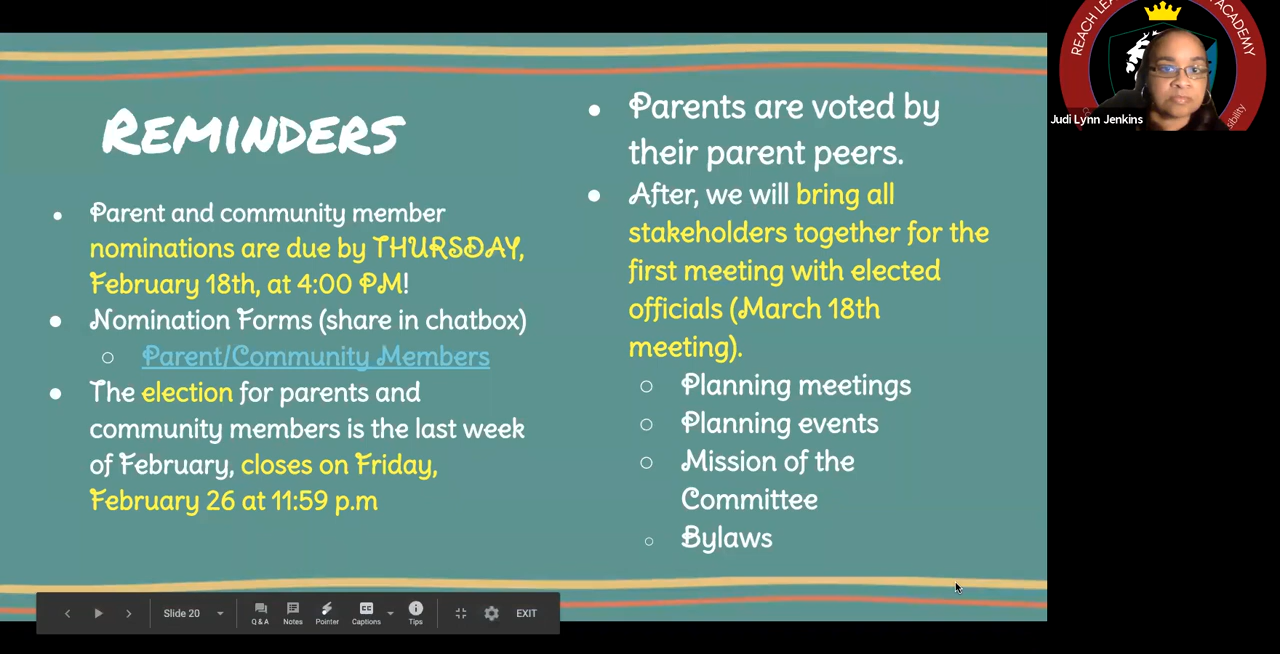 REMINDERS
Parent and community member
nominations are due by THURSDAY,
February 18th, at 4:00 PM!
Nomination Forms (share in chatbox)
Parent/Community Members
The election for parents and
community members is the last week
of February, closes on Friday,
February 26 at 11:59 p.m
Parents are voted by
their parent peers.
After, we will bring all
stakeholders together for the
first meeting with elected
officials (March 18th
meeting).
Planning meetings
Planning events
Mission of the
Committee
Bylaws
REACH
ACADEMY
Judi Lynn Jenkins
Slide 20
Q & A
Notes
Pointer
Captions
Tips
EXIT